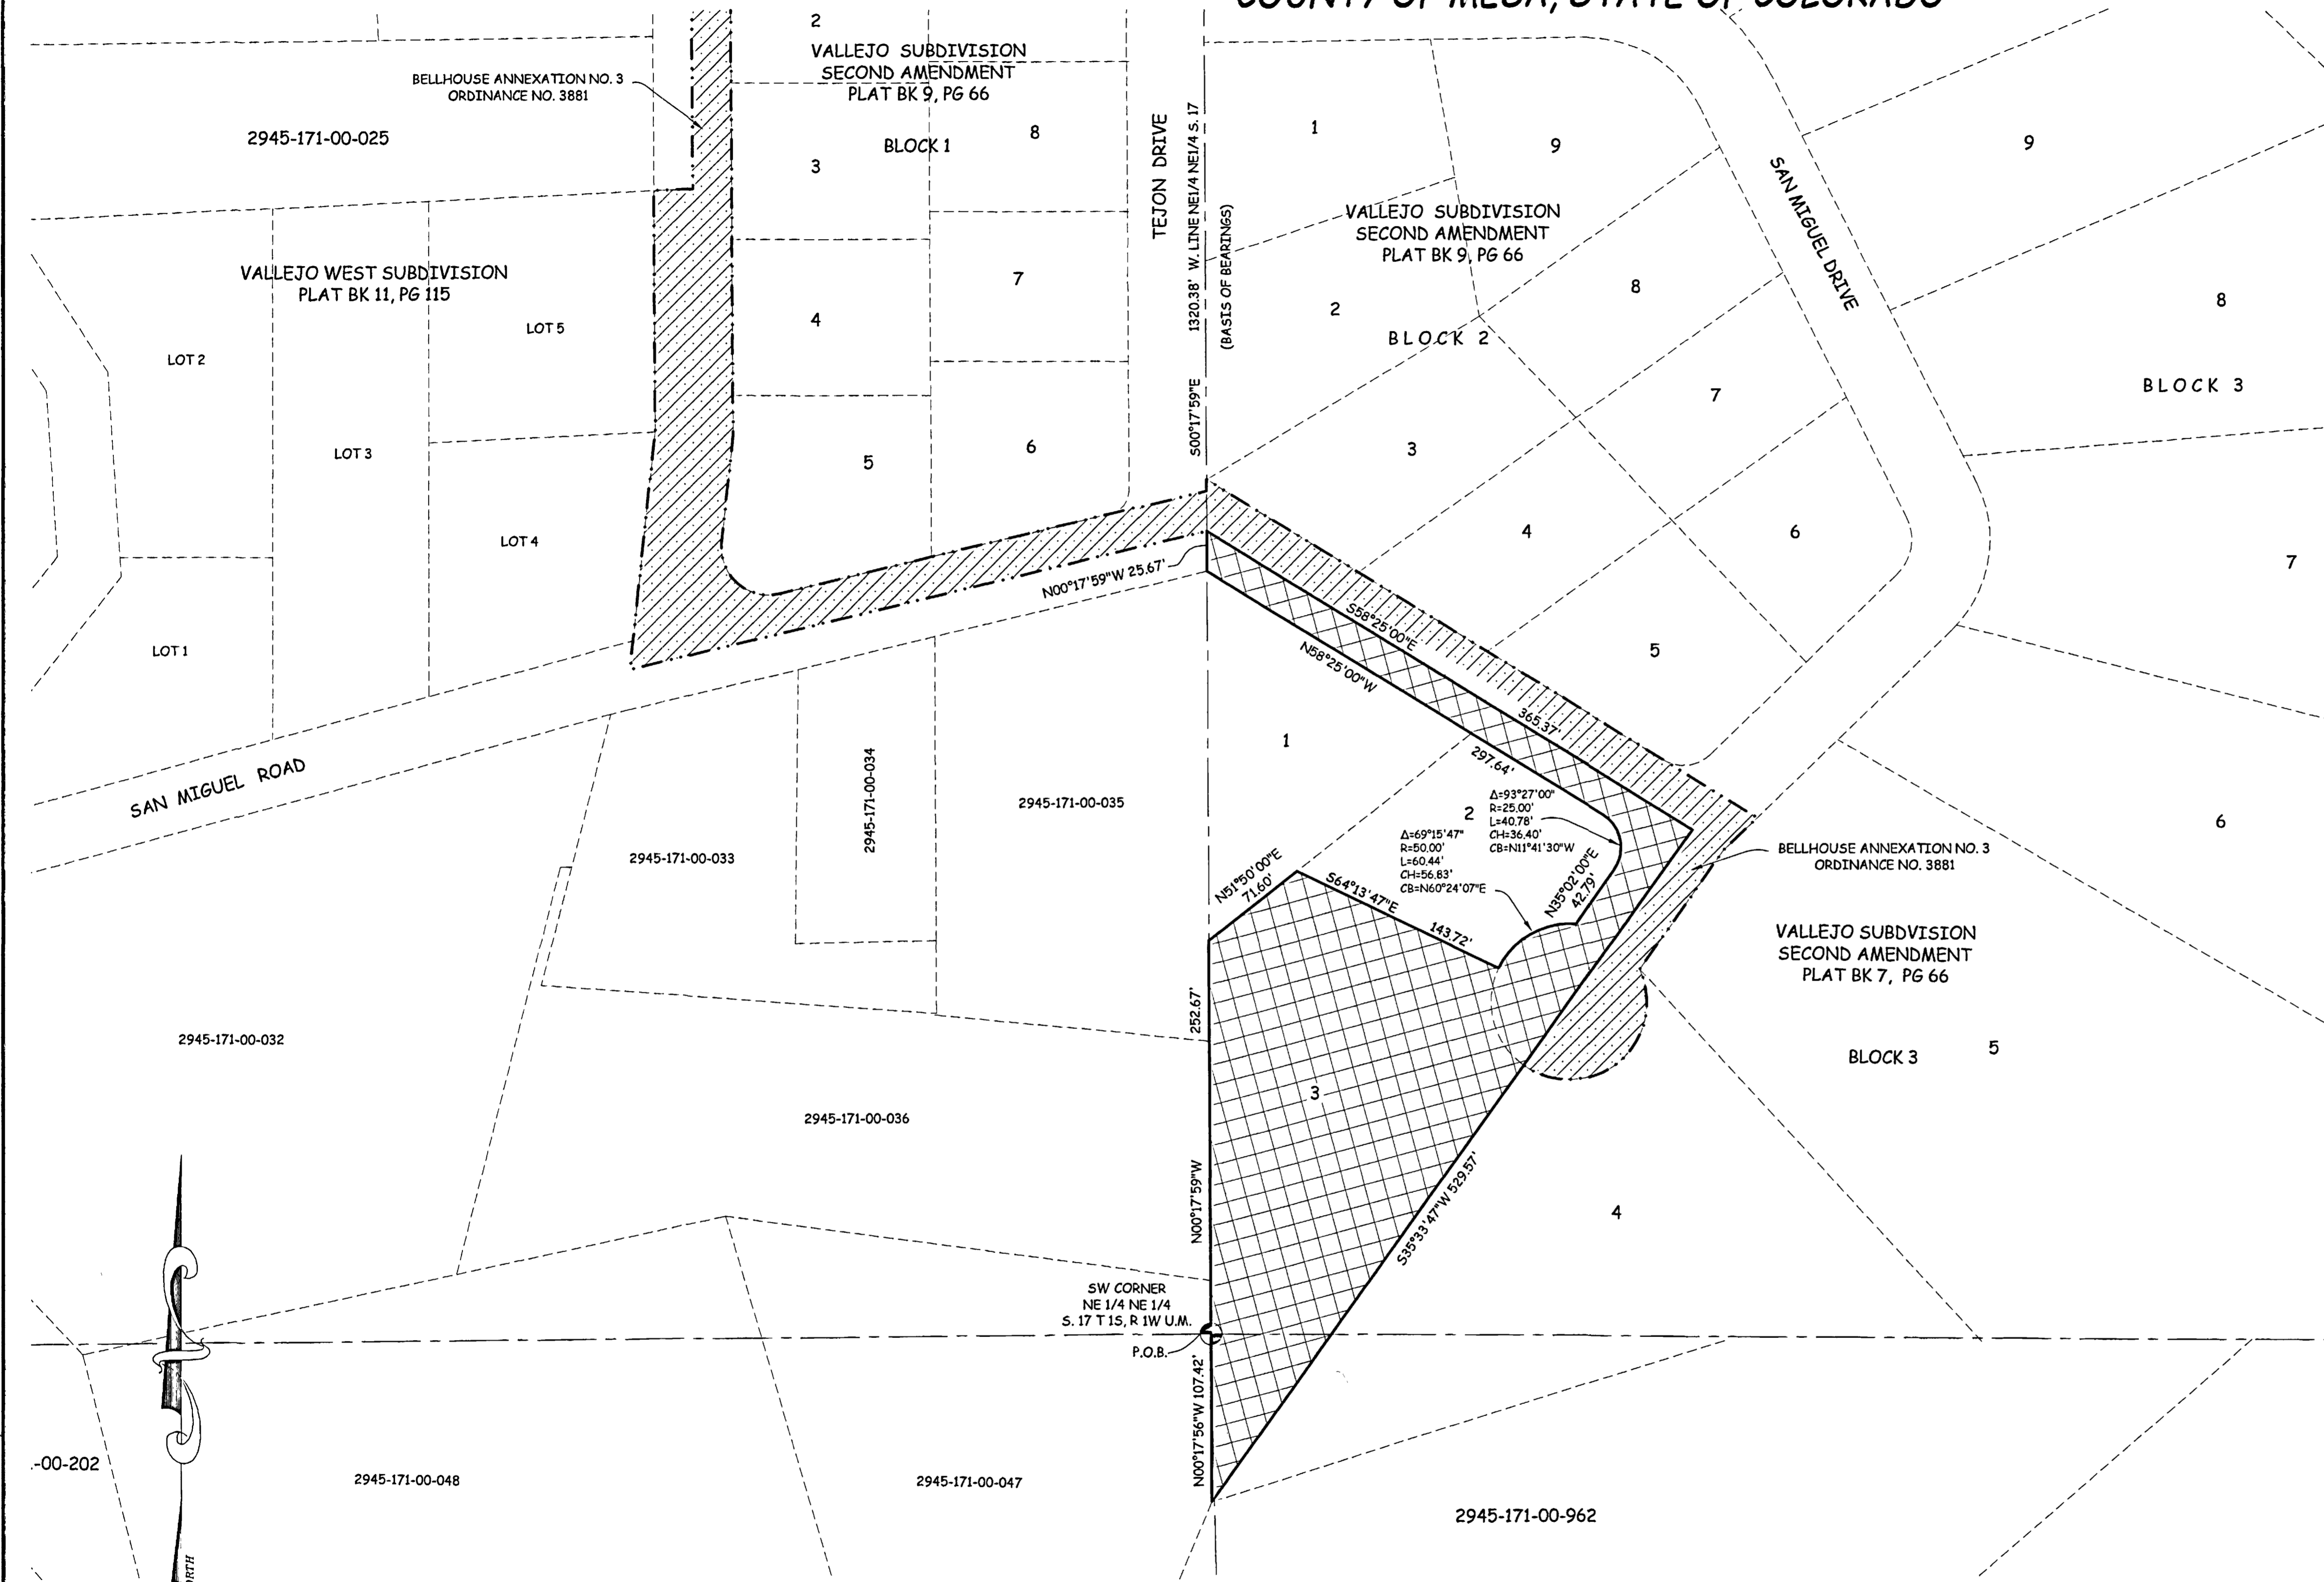 COUNTY OF MESA, STATE OF COLORADO
2
VALLEJO SUBDIVISION
SECOND AMENDMENT
PLAT BK 9, PG 66
BLOCK 1
BELLHOUSE ANNEXATION NO. 3
ORDINANCE NO. 3881
2945-171-00-025
3
8
4
7
5
6
VALLEJO WEST SUBDIVISION
PLAT BK 11, PG 115
LOT 2
LOT 5
LOT 3
LOT 4
LOT 1
TEJON DRIVE
S00°17'59"E 1320.38' W. LINE NE1/4 NE1/4 S. 17
(BASIS OF BEARINGS)
1
9
VALLEJO SUBDIVISION
SECOND AMENDMENT
PLAT BK 9, PG 66
2
8
BLOCK 2
7
3
4
6
5
SAN MIGUEL DRIVE
9
8
BLOCK 3
7
6
N00°17'59"W 25.67'
S58°25'00"E
365.37'
N58°25'00"W
297.64'
1
2
Δ=93°27'00"
R=25.00'
L=40.78'
CH=36.40'
CB=N11°41'30"W
Δ=69°15'47"
R=50.00'
L=60.44'
CH=56.83'
CB=N60°24'07"E
N35°02'00"E
42.79'
N51°50'00"E
71.60'
S64°13'47"E
143.72'
BELLHOUSE ANNEXATION NO. 3
ORDINANCE NO. 3881
VALLEJO SUBDVISION
SECOND AMENDMENT
PLAT BK 7, PG 66
BLOCK 3
5
4
SAN MIGUEL ROAD
2945-171-00-033
2945-171-00-034
2945-171-00-035
2945-171-00-032
2945-171-00-036
252.67'
N00°17'59"W
3
S35°33'47"W 529.57'
SW CORNER
NE 1/4 NE 1/4
S. 17 T 1S, R 1W U.M.
P.O.B.
N00°17'56"W 107.42'
-00-202
2945-171-00-048
2945-171-00-047
2945-171-00-962